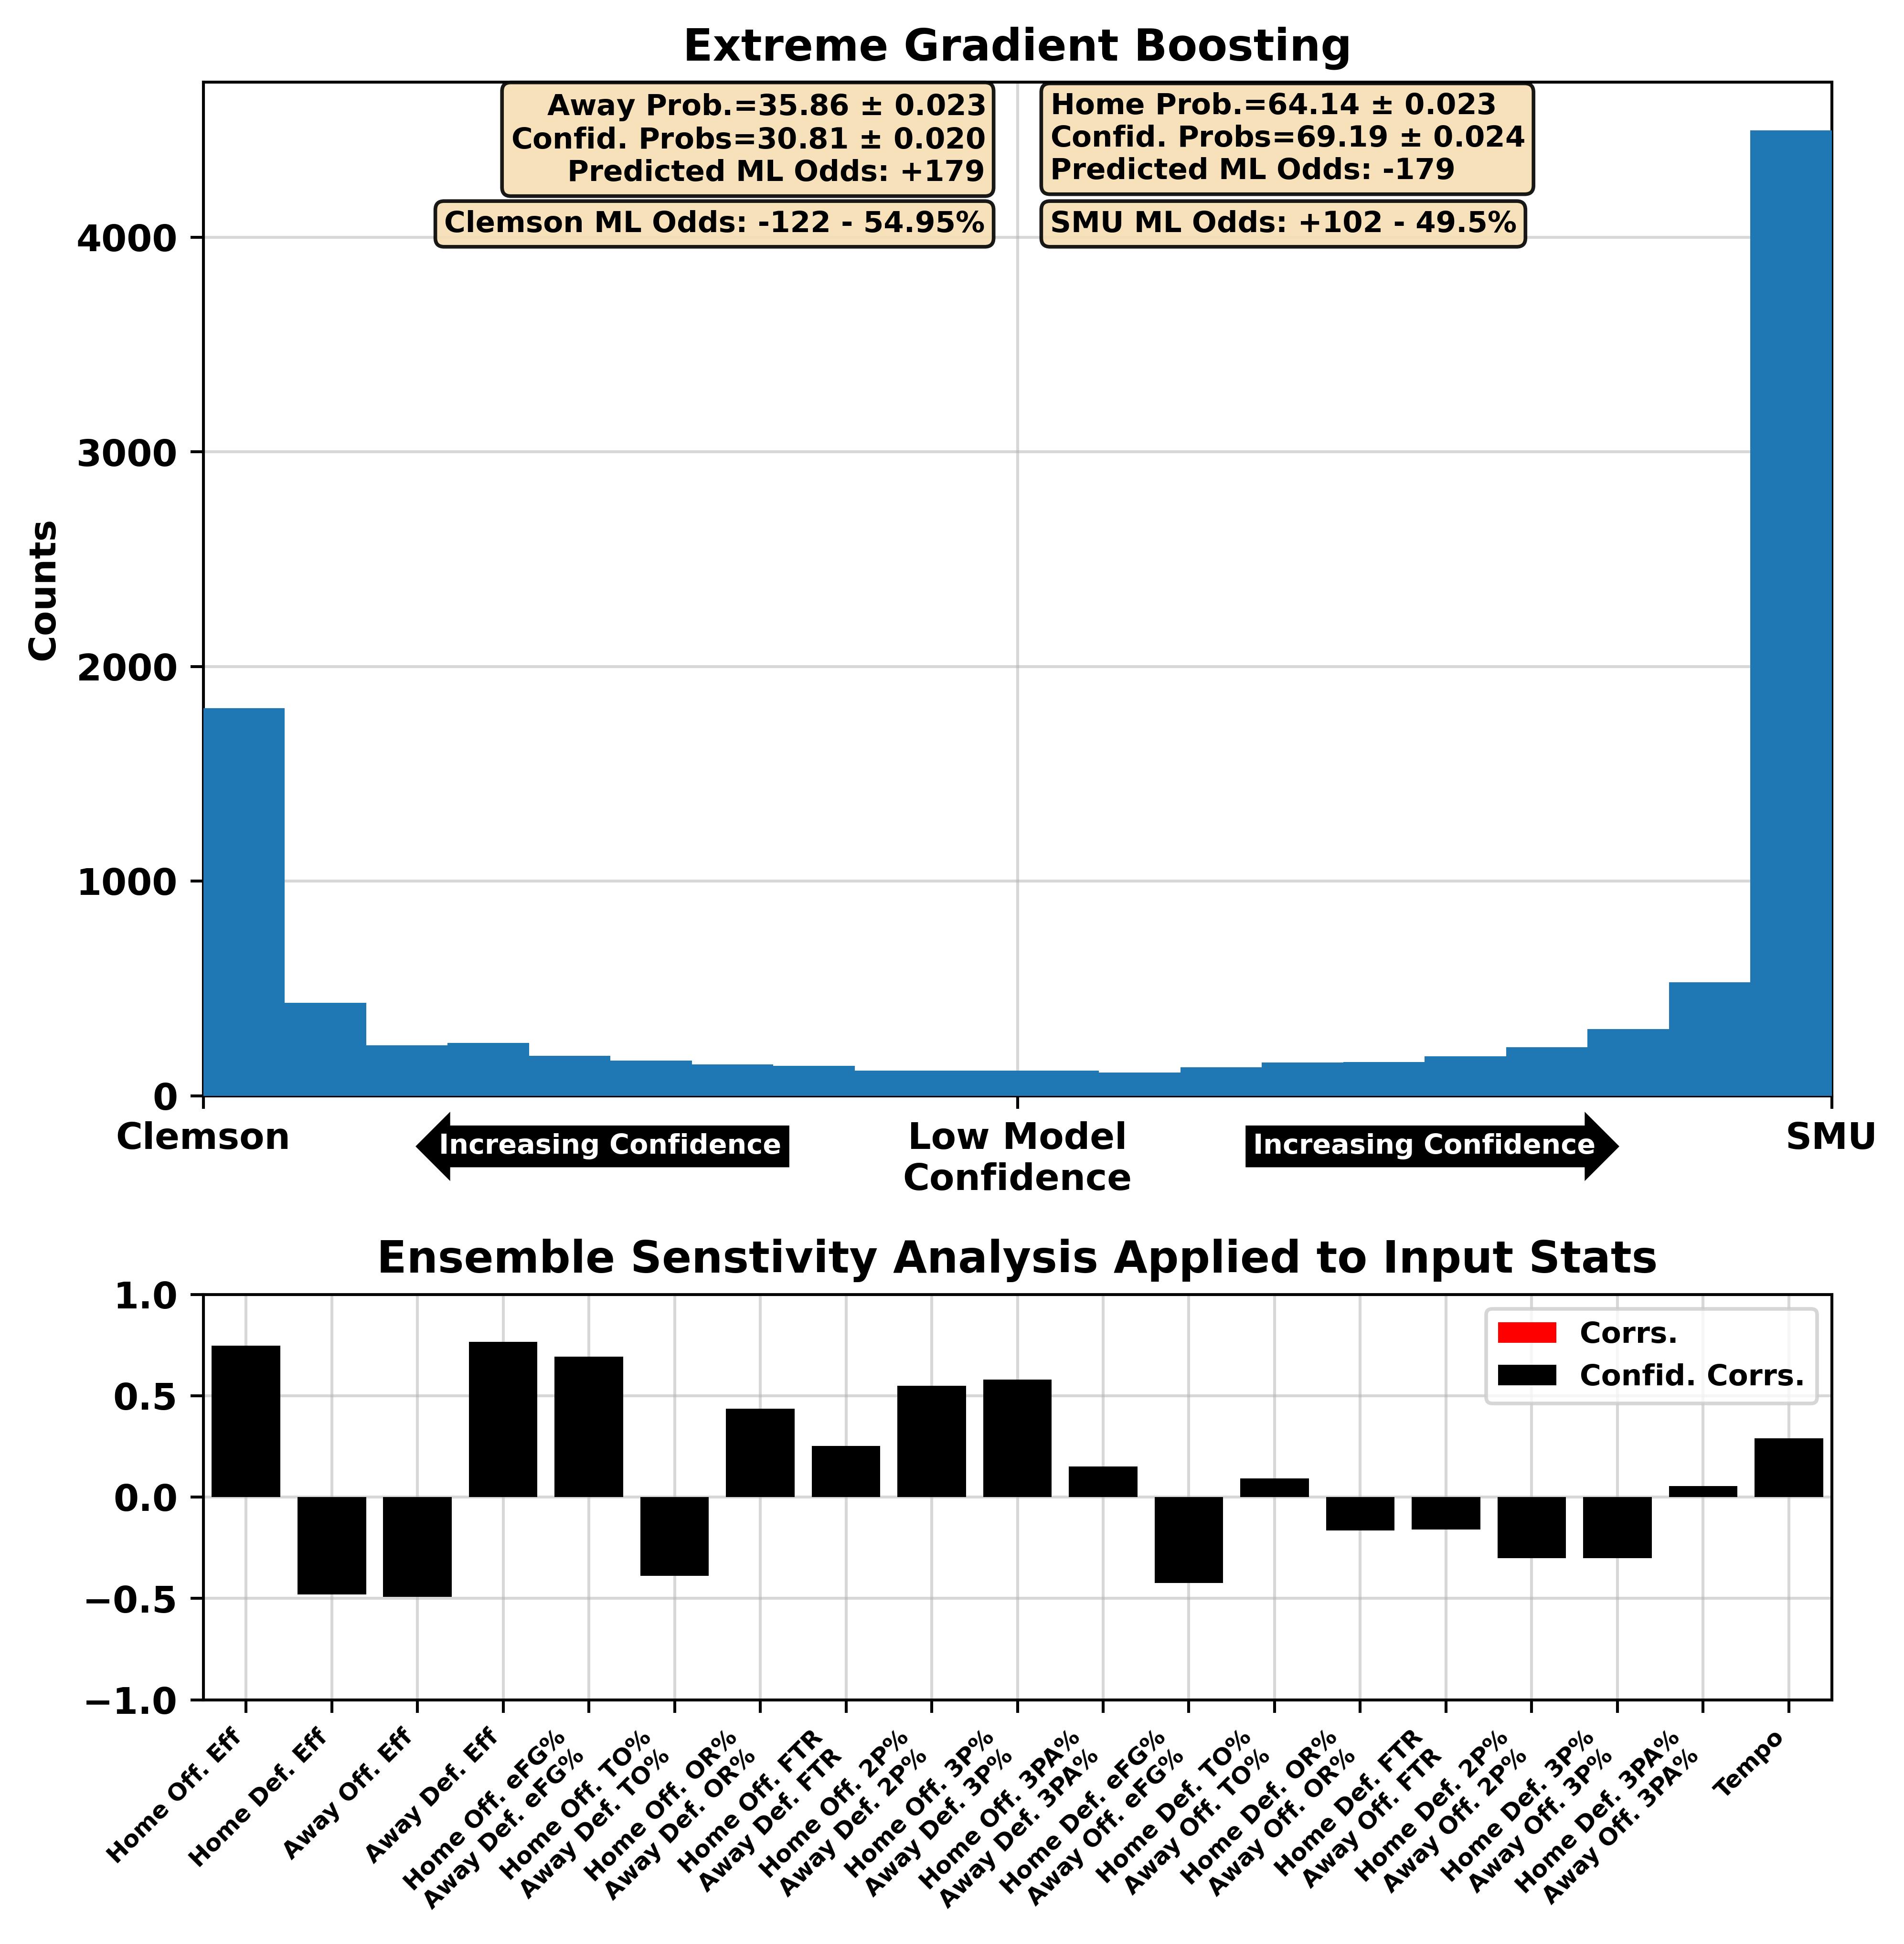 Extreme Gradient Boosting
Away Prob.=35.86 ± 0.023
Confid. Probs=30.81 ± 0.020
Predicted ML Odds: +179
Clemson ML Odds: -122 - 54.95%
Home Prob.=64.14 ± 0.023
Confid. Probs=69.19 ± 0.024
Predicted ML Odds: -179
SMU ML Odds: +102 - 49.5%
Counts
4000
3000
2000
1000
0
Clemson
Increasing Confidence
Low Model
Confidence
Increasing Confidence
SMU
Ensemble Senstivity Analysis Applied to Input Stats
1.0
0.5
0.0
−0.5
−1.0
Corrs.
Confid. Corrs.
Home Off. Eff
Home Def. Eff
Away Off. Eff
Away Def. Eff
Home Off. eFG%
Away Def. eFG%
Home Off. TO%
Away Def. TO%
Home Off. OR%
Away Def. OR%
Home Off. FTR
Away Def. FTR
Home Off. 2P%
Away Def. 2P%
Home Off. 3P%
Away Def. 3P%
Home Off. 3PA%
Away Def. 3PA%
Home Def. eFG%
Away Off. eFG%
Home Def. TO%
Away Off. TO%
Home Def. OR%
Away Off. OR%
Home Def. FTR
Away Off. FTR
Home Def. 2P%
Away Off. 2P%
Home Def. 3P%
Away Off. 3P%
Home Def. 3PA%
Away Off. 3PA%
Tempo